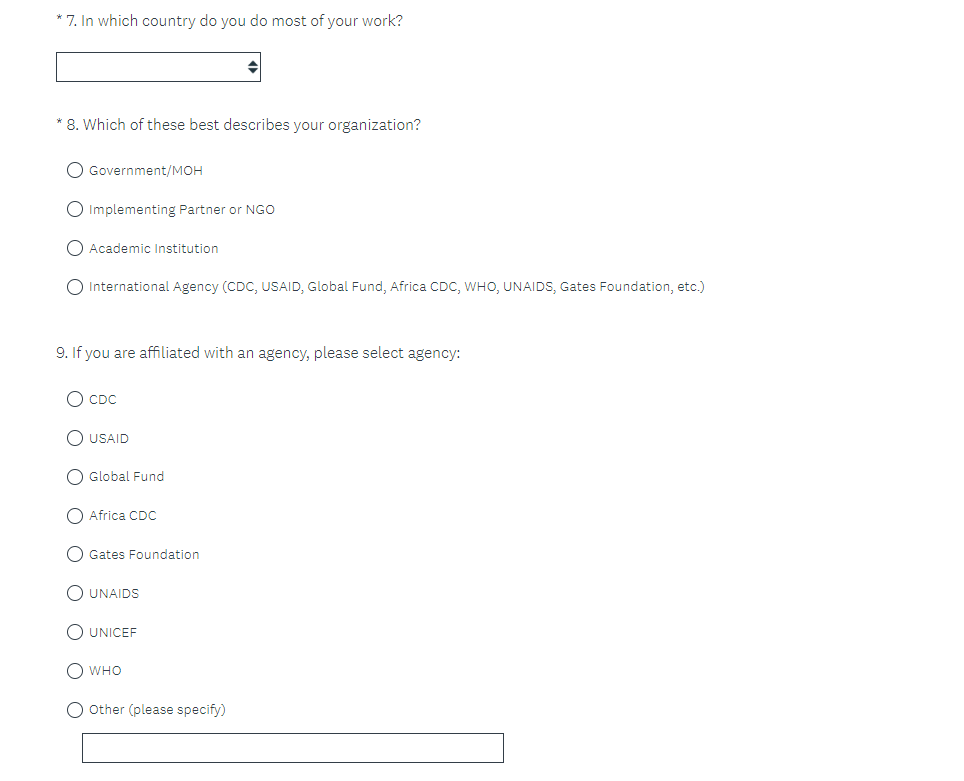 * 7. In which country do you do most of your work?
* 8. Which of these best describes your organization?
Government/MOH
Implementing Partner or NGO
Academic Institution
International Agency (CDC, USAID, Global Fund, Africa CDC, WHO, UNAIDS, Gates Foundation, etc.)
9. If you are affiliated with an agency, please select agency:
CDC
USAID
Global Fund
Africa CDC
Gates Foundation
UNAIDS
UNICEF
WHO
Other (please specify)